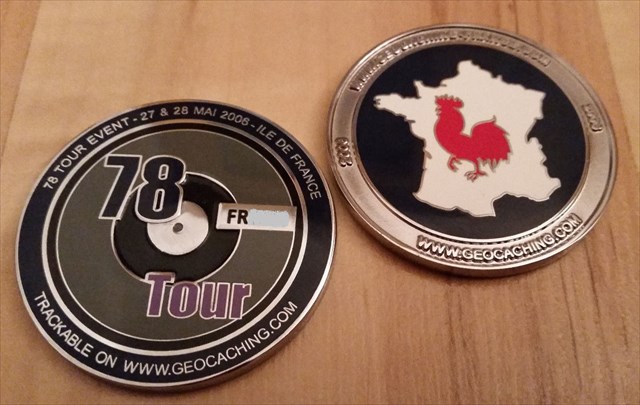 78 TOUR EVENT - 27 & 28 MAI 2006 - ILE DE FRANCE
78
FR
Tour
TRACKABLE ON WWW.GEOCACHING.COM
WWW.GEOCACHING.COM